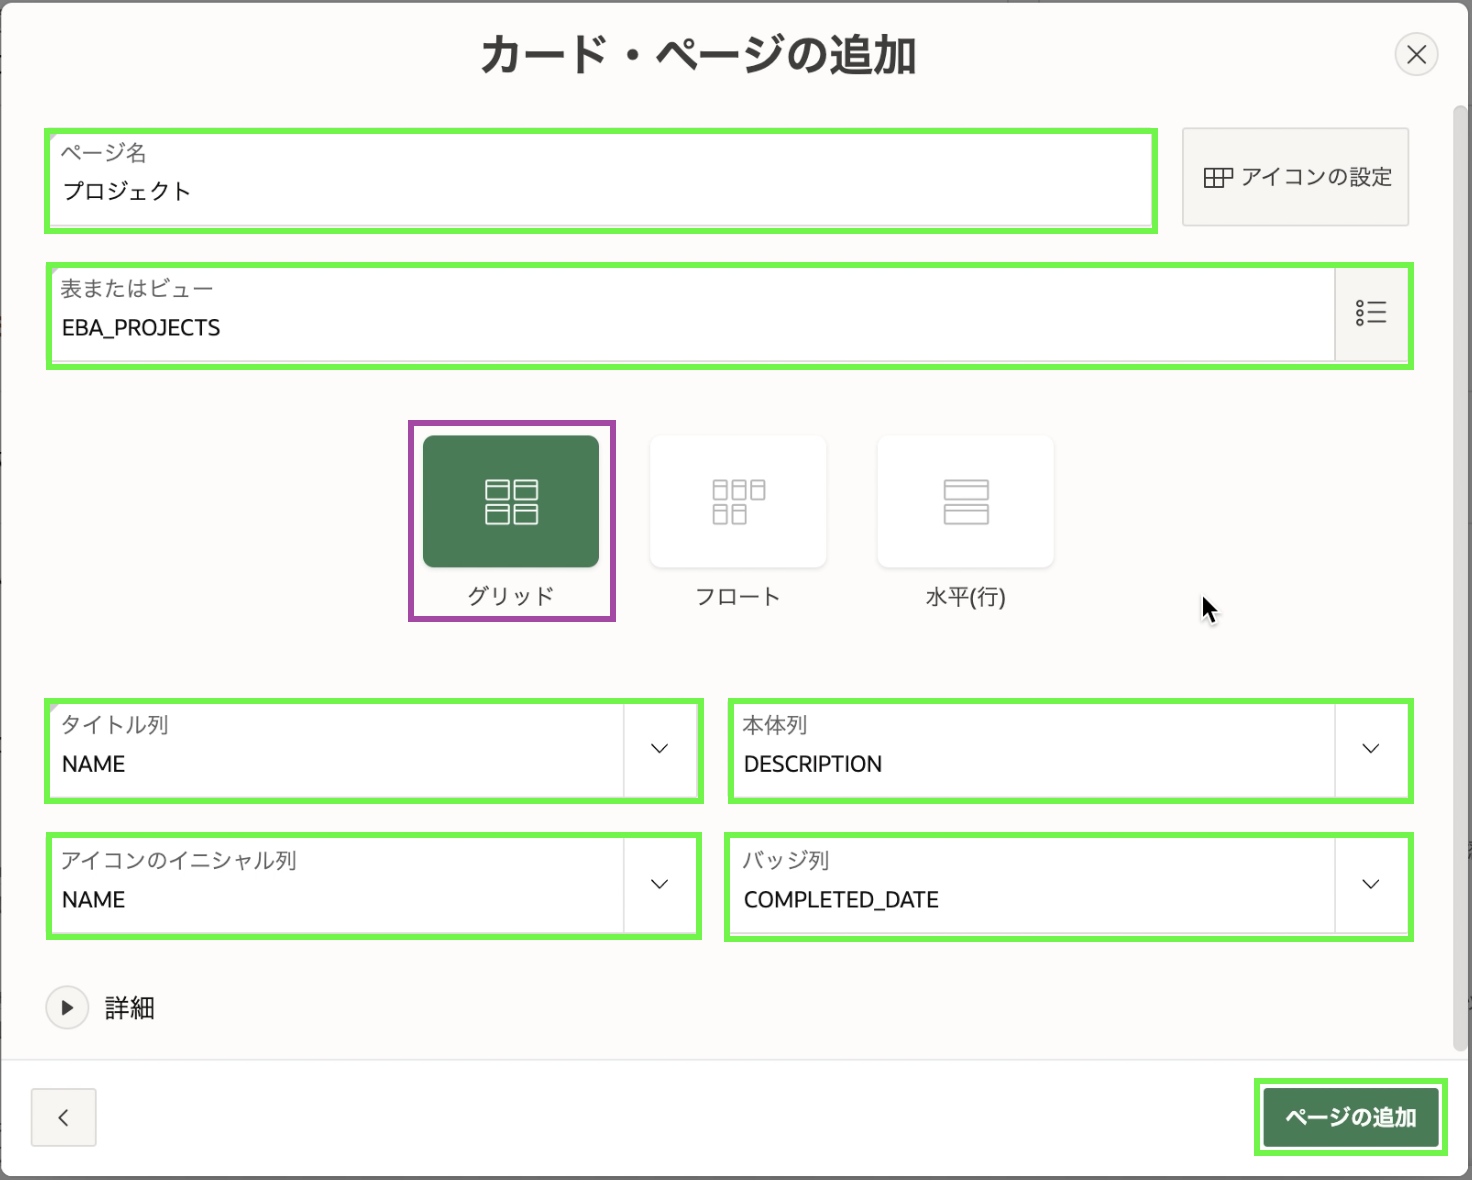 カード・ページの追加
ページ名
プロジェクト
アイコンの設定
表またはビュー
EBA_PROJECTS
グリッド
フロート
水平(行)
タイトル列
NAME
本体列
DESCRIPTION
アイコンのイニシャル列
NAME
バッジ列
COMPLETED_DATE
詳細
ページの追加